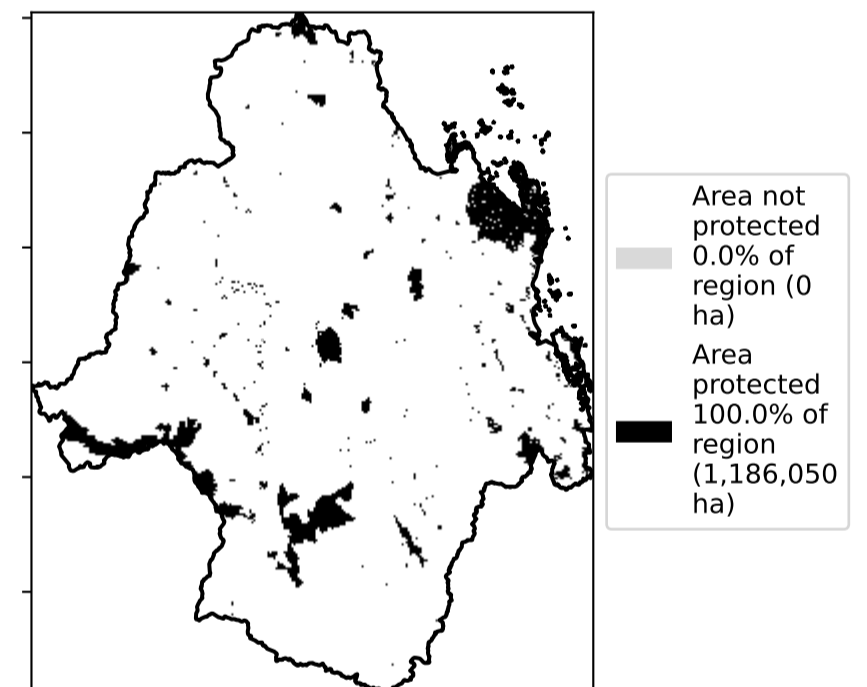 Area not
protected
0.0% of
region (0
ha)
Area
protected
100.0% of
region
(1,186,050
ha)